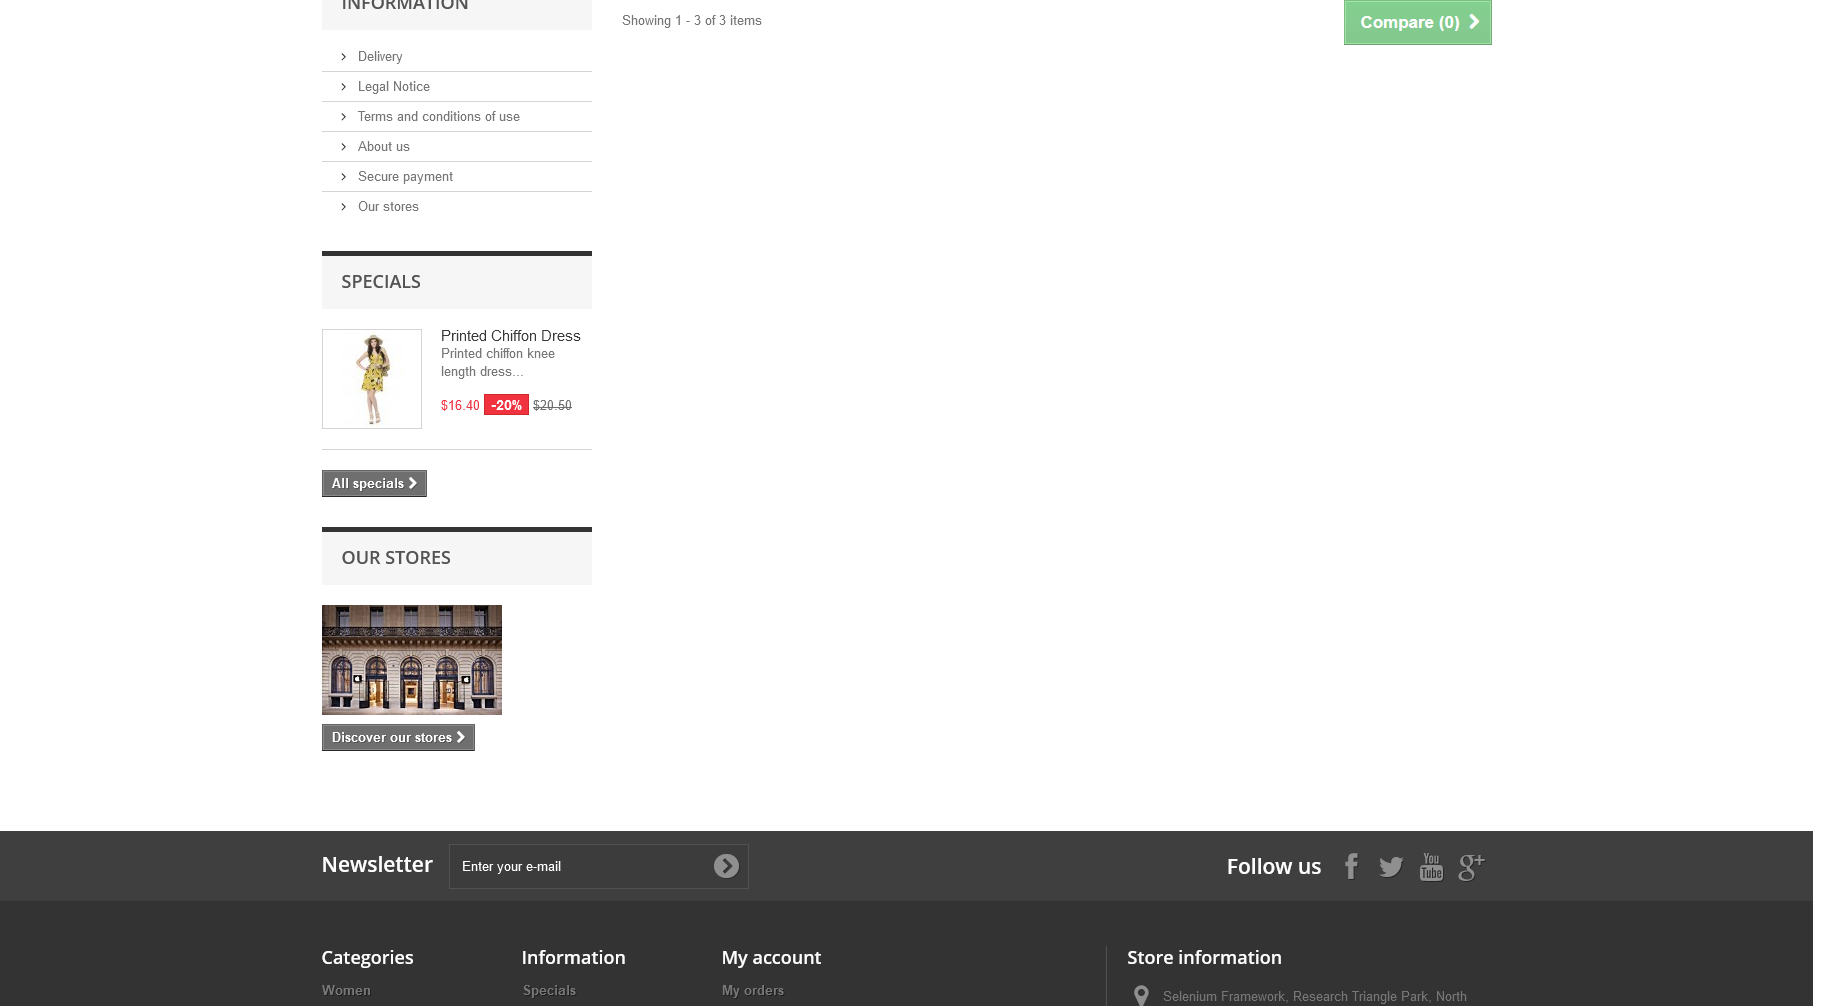 INFORMATION
Delivery
Legal Notice
Terms and conditions of use
About us
Secure payment
Our stores
SPECIALS
Printed Chiffon Dress
Printed chiffon knee
length dress...
$16.40 -20% $20.50
All specials
OUR STORES
Discover our stores
Showing 1 - 3 of 3 items
Compare (0)
Newsletter
Enter your e-mail
Follow us
You
Tube
g+
Categories
Women
Information
Specials
My account
My orders
Store information
Selenium Framework, Research Triangle Park, North